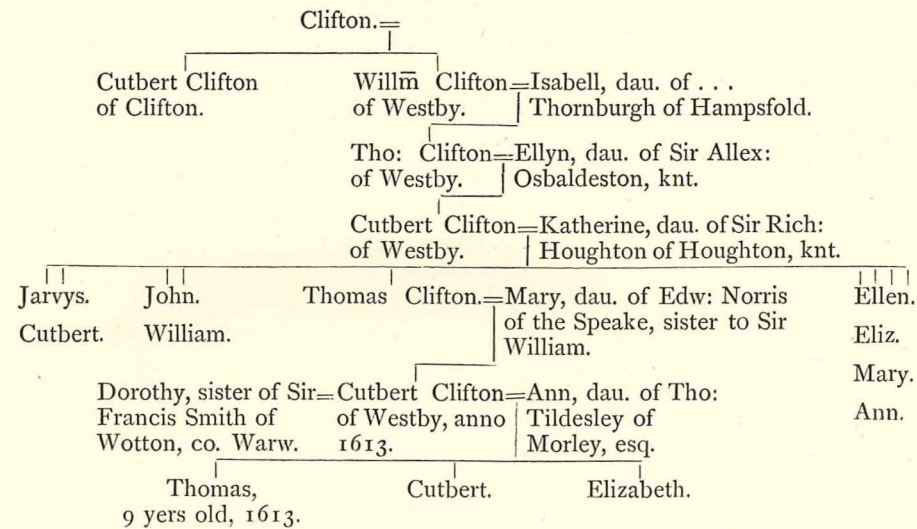 Clifton.=
Cutbert Clifton
of Clifton.
Willm̄ Clifton=Isabell, dau. of . . .
of Westby. Thornburgh of Hampsfold.
Tho: Clifton=Ellyn, dau. of Sir Allex:
of Westby. Osbaldeston, knt.
Cutbert Clifton=Katherine, dau. of Sir Rich:
of Westby. Houghton of Houghton, knt.
Jarvys.
Cutbert.
John.
William.
Thomas Clifton.=Mary, dau. of Edw: Norris
of the Speake, sister to Sir
William.
Ellen.
Eliz.
Mary.
Ann.
Dorothy, sister of Sir=Cutbert Clifton=Ann, dau. of Tho:
Francis Smith of of Westby, anno Tildesley of
Wotton, co. Warw. 1613. Morley, esq.
Thomas,
9 yers old, 1613.
Cutbert.
Elizabeth.